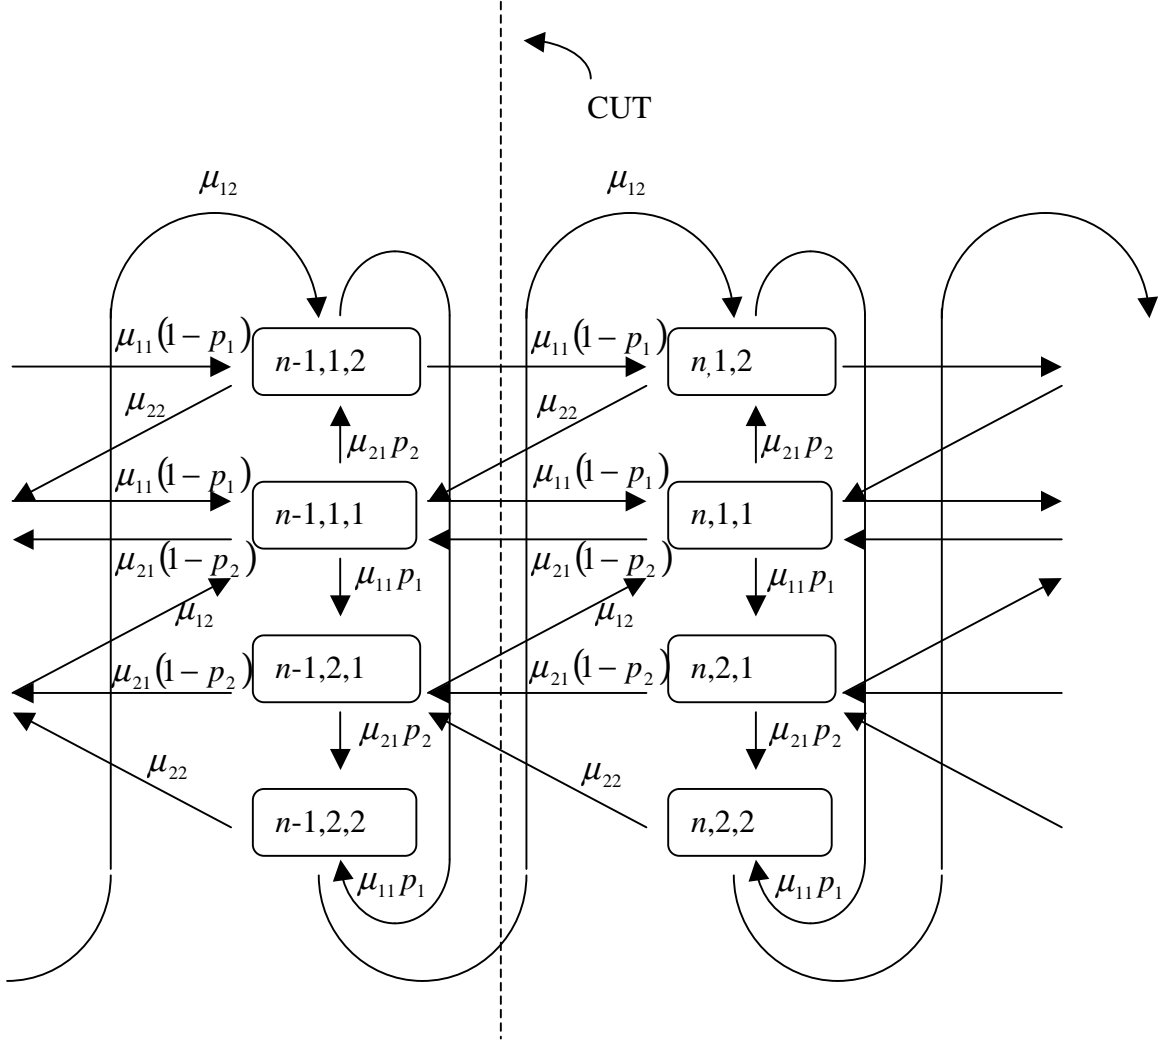 CUT
μ₁₂ μ₁₂
μ₁₁(1 − p₁) μ₁₁(1 − p₁)
n-1,1,2 n,1,2
μ₂₂ μ₂₂
μ₂₁p₂ μ₂₁p₂
μ₁₁(1 − p₁) μ₁₁(1 − p₁)
n-1,1,1 n,1,1
μ₂₁(1 − p₂) μ₂₁(1 − p₂)
μ₁₁p₁ μ₁₁p₁
μ₁₂ μ₁₂
μ₂₁(1 − p₂) μ₂₁(1 − p₂)
n-1,2,1 n,2,1
μ₂₁p₂ μ₂₁p₂
μ₂₂ μ₂₂
n-1,2,2 n,2,2
μ₁₁p₁ μ₁₁p₁